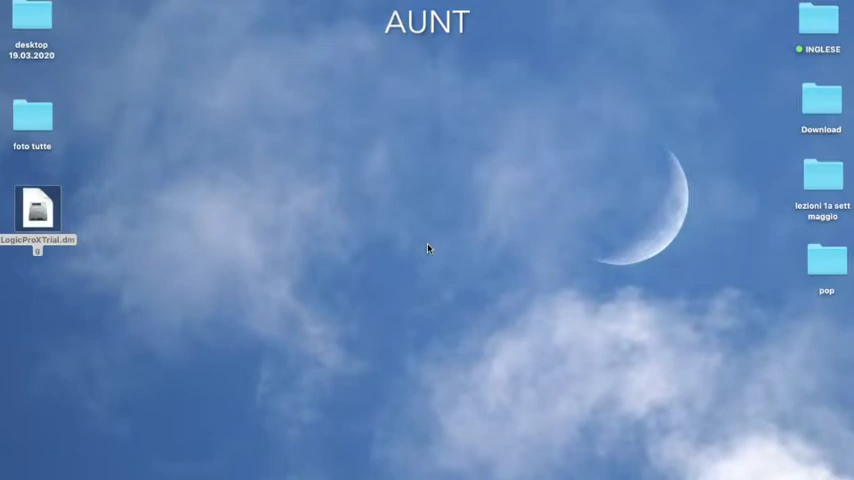 AUNT
desktop
19.03.2020
INGLESE
foto tutte
Download
LogicProXTrial.dm
g
lezioni 1a sett
maggio
pop